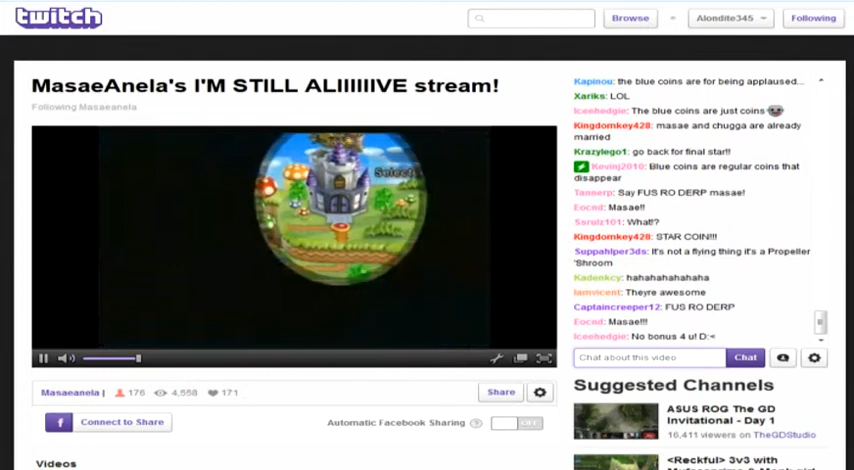 twitch
Browse
Alondite345
Following
MasaeAnela's I'M STILL ALIIIIIIVE stream!
Following Masaeanela
Select
Masaeanela |
176
4,558
171
Share
Connect to Share
Automatic Facebook Sharing
OFF
Videos
Kapinou: the blue coins are for being applaused...
Xariks: LOL
Iceehedgie: The blue coins are just coins
Kingdomkey428: masae and chugga are already
married
Krazylego1: go back for final star!!
Kevinj2010: Blue coins are regular coins that
disappear
Tannerp: Say FUS RO DERP masae!
Eocnd: Masae!!
Ssrulz101: What!?
Kingdomkey428: STAR COIN!!!
Suppahlper3ds: It's not a flying thing it's a Propeller
'Shroom
Kadenkcy: hahahahahahaha
Iamvicent: Theyre awesome
Captaincreeper12: FUS RO DERP
Eocnd: Masae!!!
Iceehedgie: No bonus 4 u! D:<
Chat about this video
Chat
Suggested Channels
ASUS ROG The GD
Invitational - Day 1
16,411 viewers on TheGDStudio
<Reckful> 3v3 with